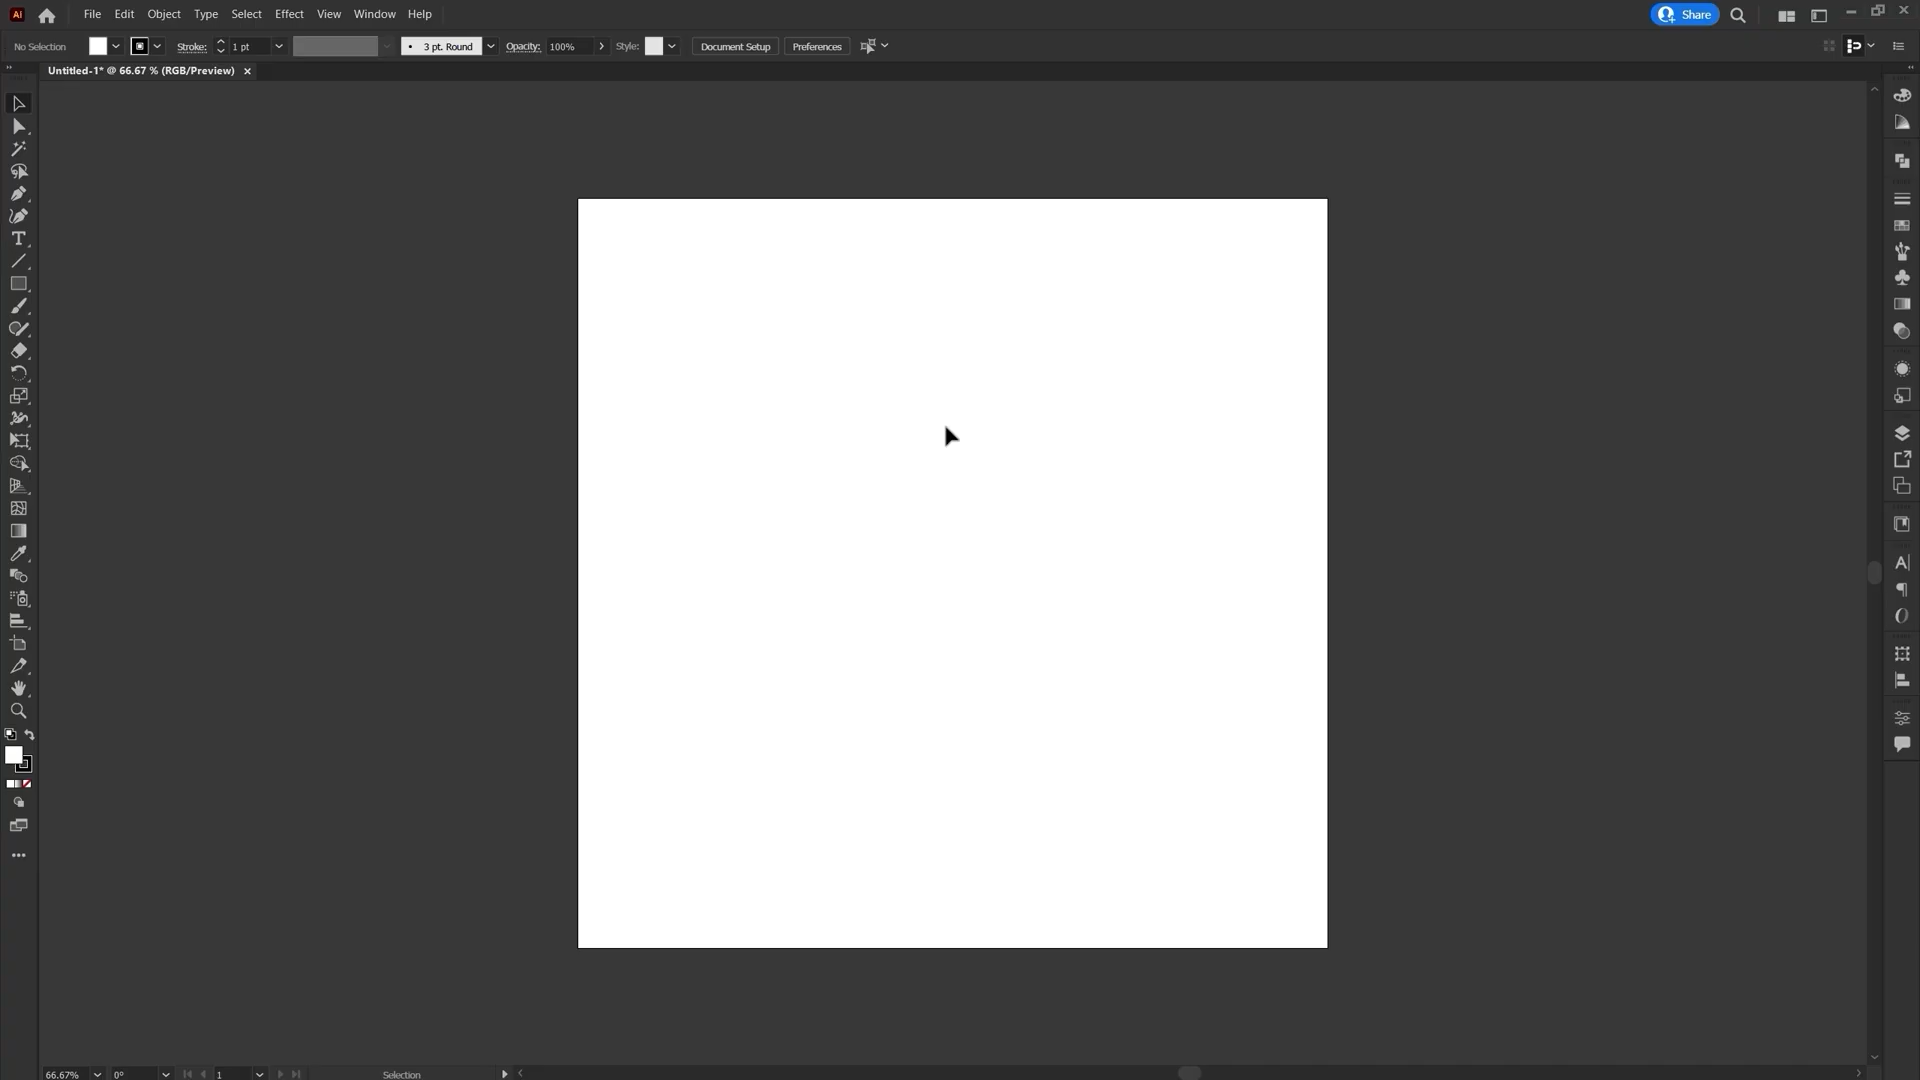 Ai File Edit Object Type Select Effect View Window Help Share
No Selection Stroke: 1 pt 3 pt. Round Opacity: 100% Style: Document Setup Preferences
Untitled-1* @ 66.67 % (RGB/Preview)
66.67% 0° 1 Selection